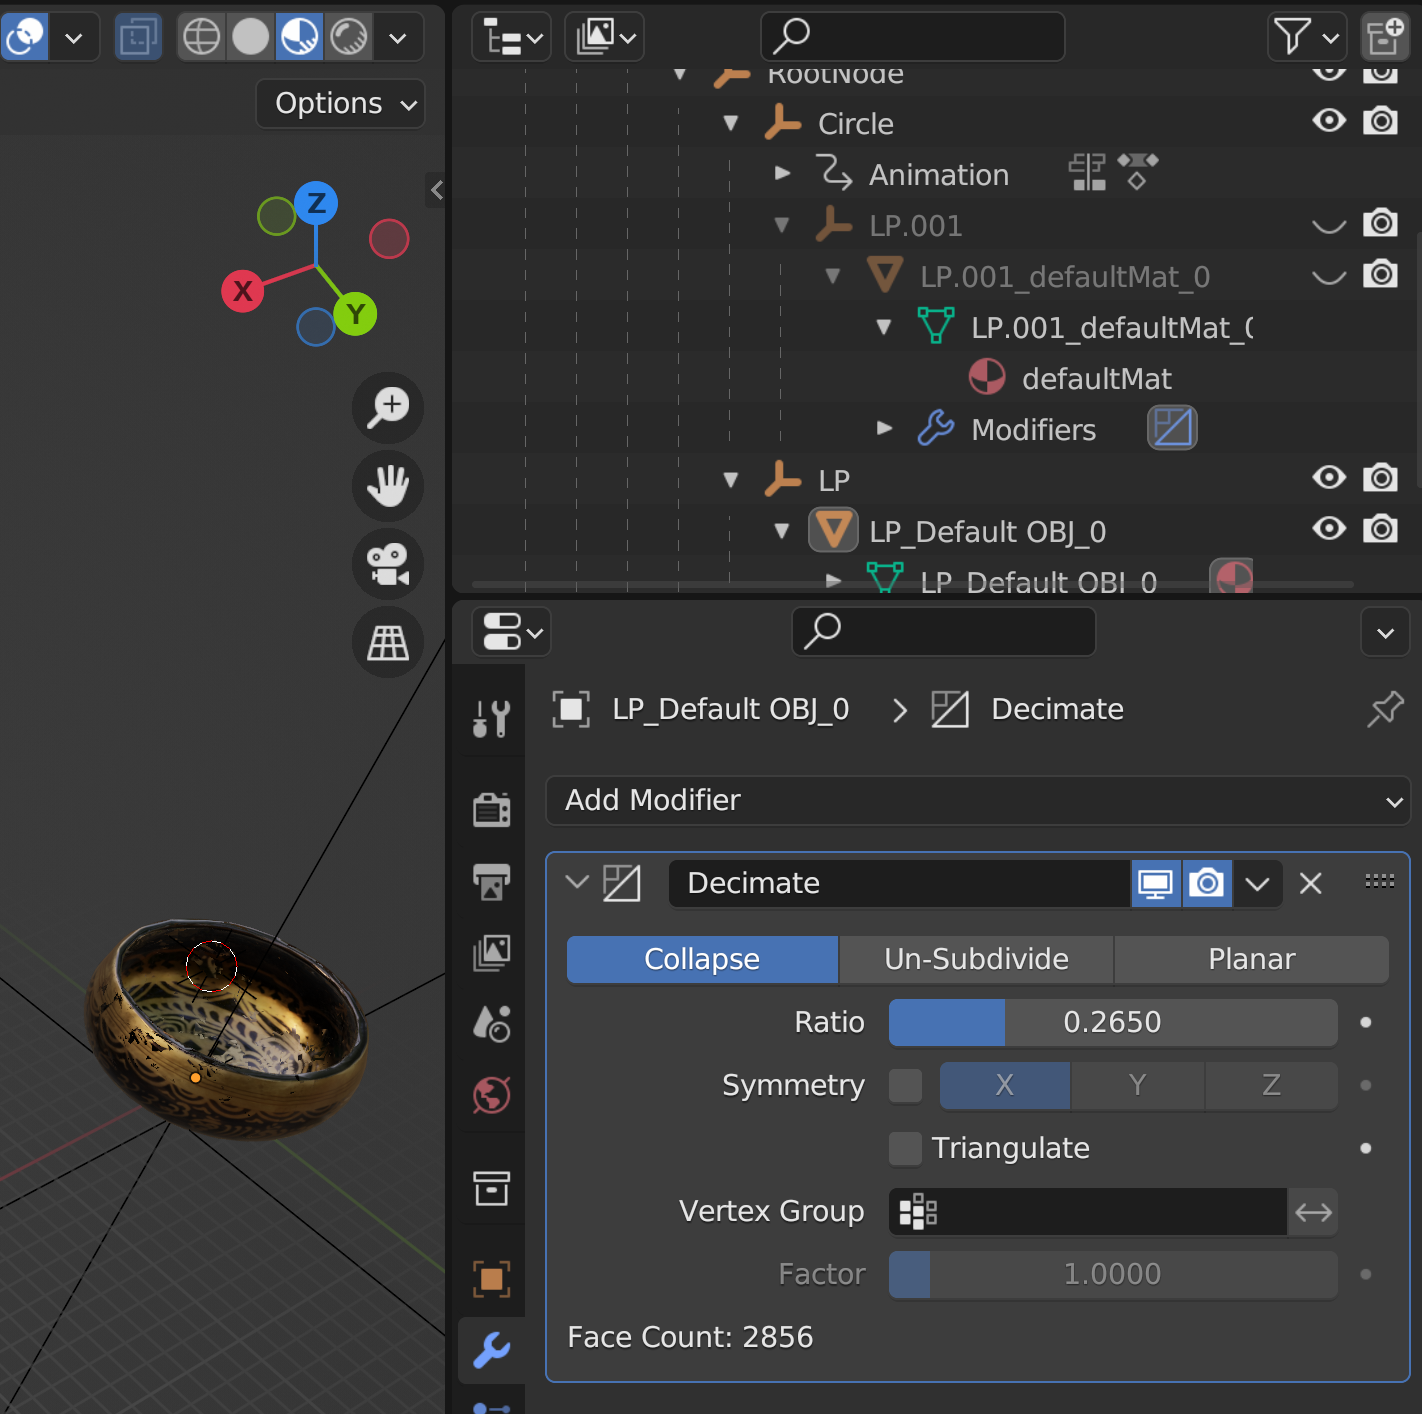 Options
Z
X
Y
RootNode
Circle
Animation
LP.001
LP.001_defaultMat_0
LP.001_defaultMat_0
defaultMat
Modifiers
LP
LP_Default OBJ_0
LP_Default OBJ_0
LP_Default OBJ_0 > Decimate
Add Modifier
Decimate
Collapse Un-Subdivide Planar
Ratio 0.2650
Symmetry X Y Z
Triangulate
Vertex Group
Factor 1.0000
Face Count: 2856